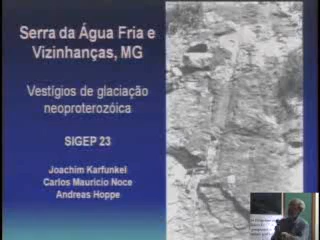 Serra da Água Fria e
Vizinhanças, MG
Vestígios de glaciação
neoproterozóica
SIGEP 23
Joachim Karfunkel
Carlos Maurício Noce
Andreas Hoppe